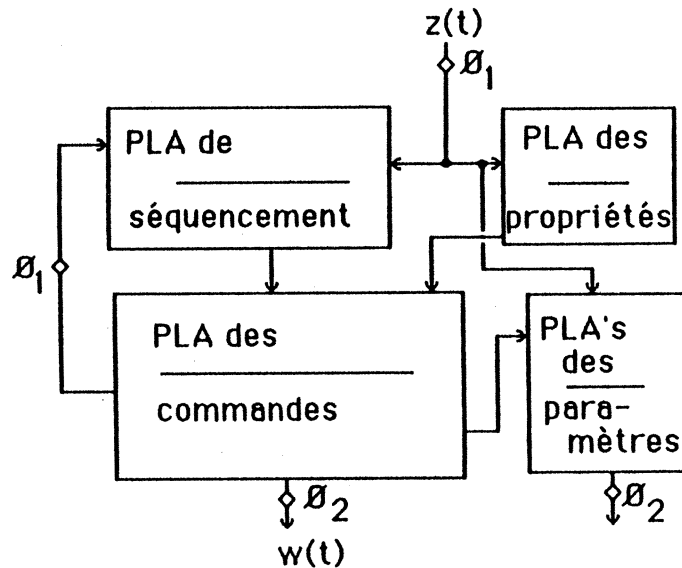 z(t)
Ø₁
PLA de
séquencement
PLA des
propriétés
Ø₁
PLA des
commandes
PLA's
des
para-
mètres
Ø₂
w(t)
Ø₂